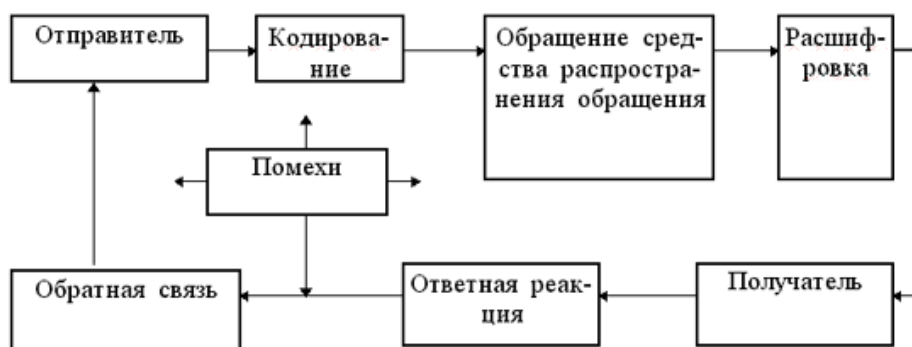 Отправитель
Кодирова-
ние
Обращение сред-
ства распростра-
нения обращения
Расшиф-
ровка
Помехи
Обратная связь
Ответная реак-
ция
Получатель